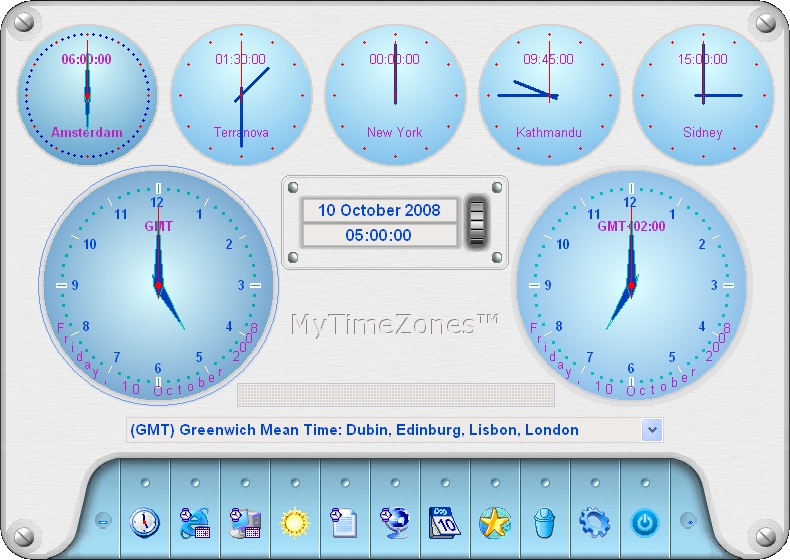 06:00:00
Amsterdam
01:30:00
Terranova
00:00:00
New York
09:45:00
Kathmandu
15:00:00
Sidney
12
1
2
3
4
5
6
7
8
9
10
11
GMT
Friday, 10 October 2008
10 October 2008
05:00:00
12
1
2
3
4
5
6
7
8
9
10
11
GMT+02:00
Friday, 10 October 2008
MyTimeZones™
(GMT) Greenwich Mean Time: Dubin, Edinburg, Lisbon, London
10